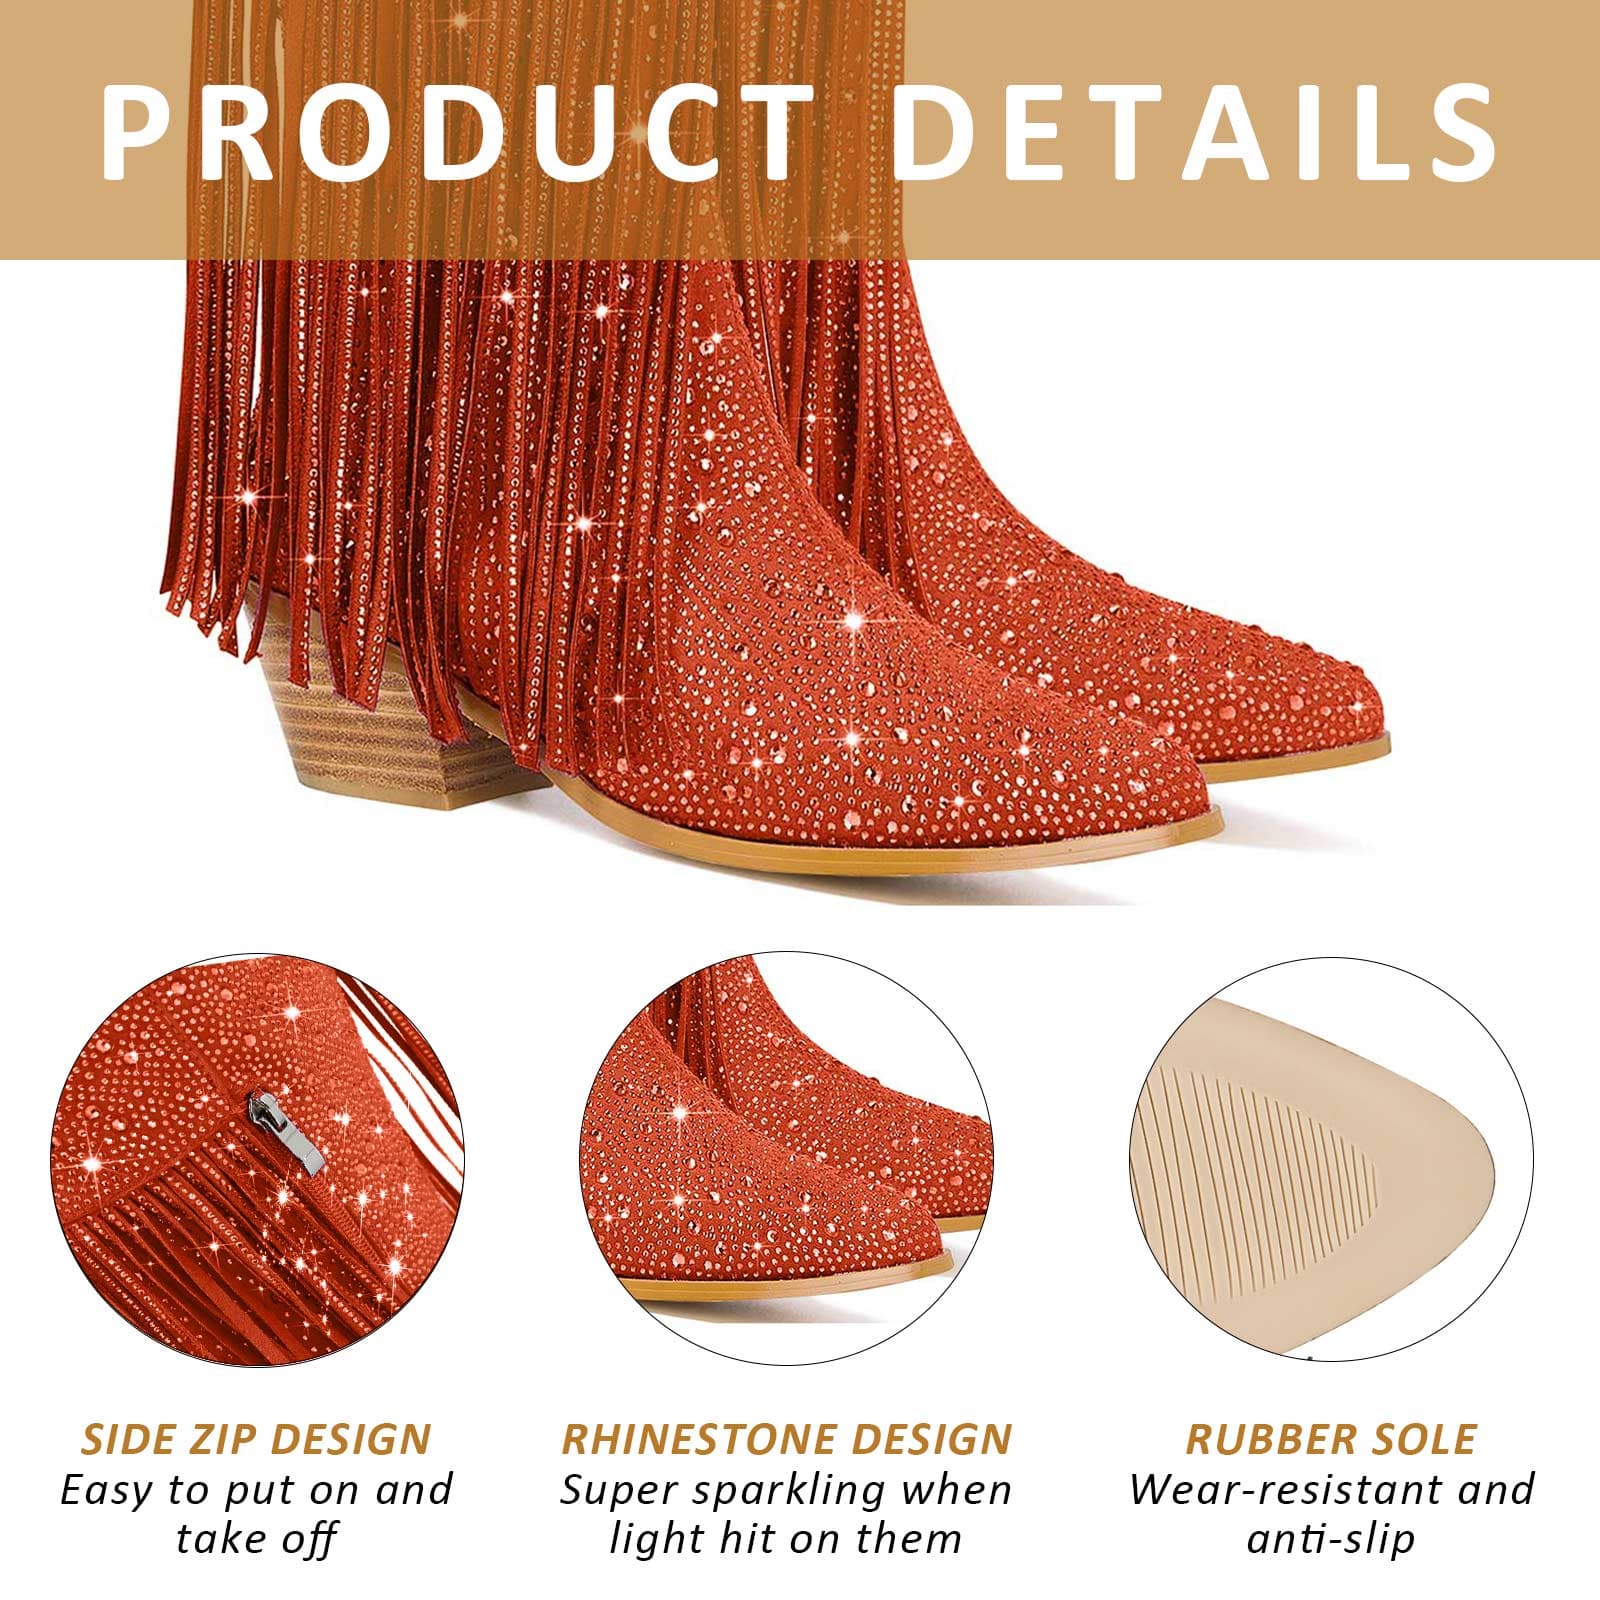 PRODUCT DETAILS
SIDE ZIP DESIGN
Easy to put on and
take off
RHINESTONE DESIGN
Super sparkling when
light hit on them
RUBBER SOLE
Wear-resistant and
anti-slip